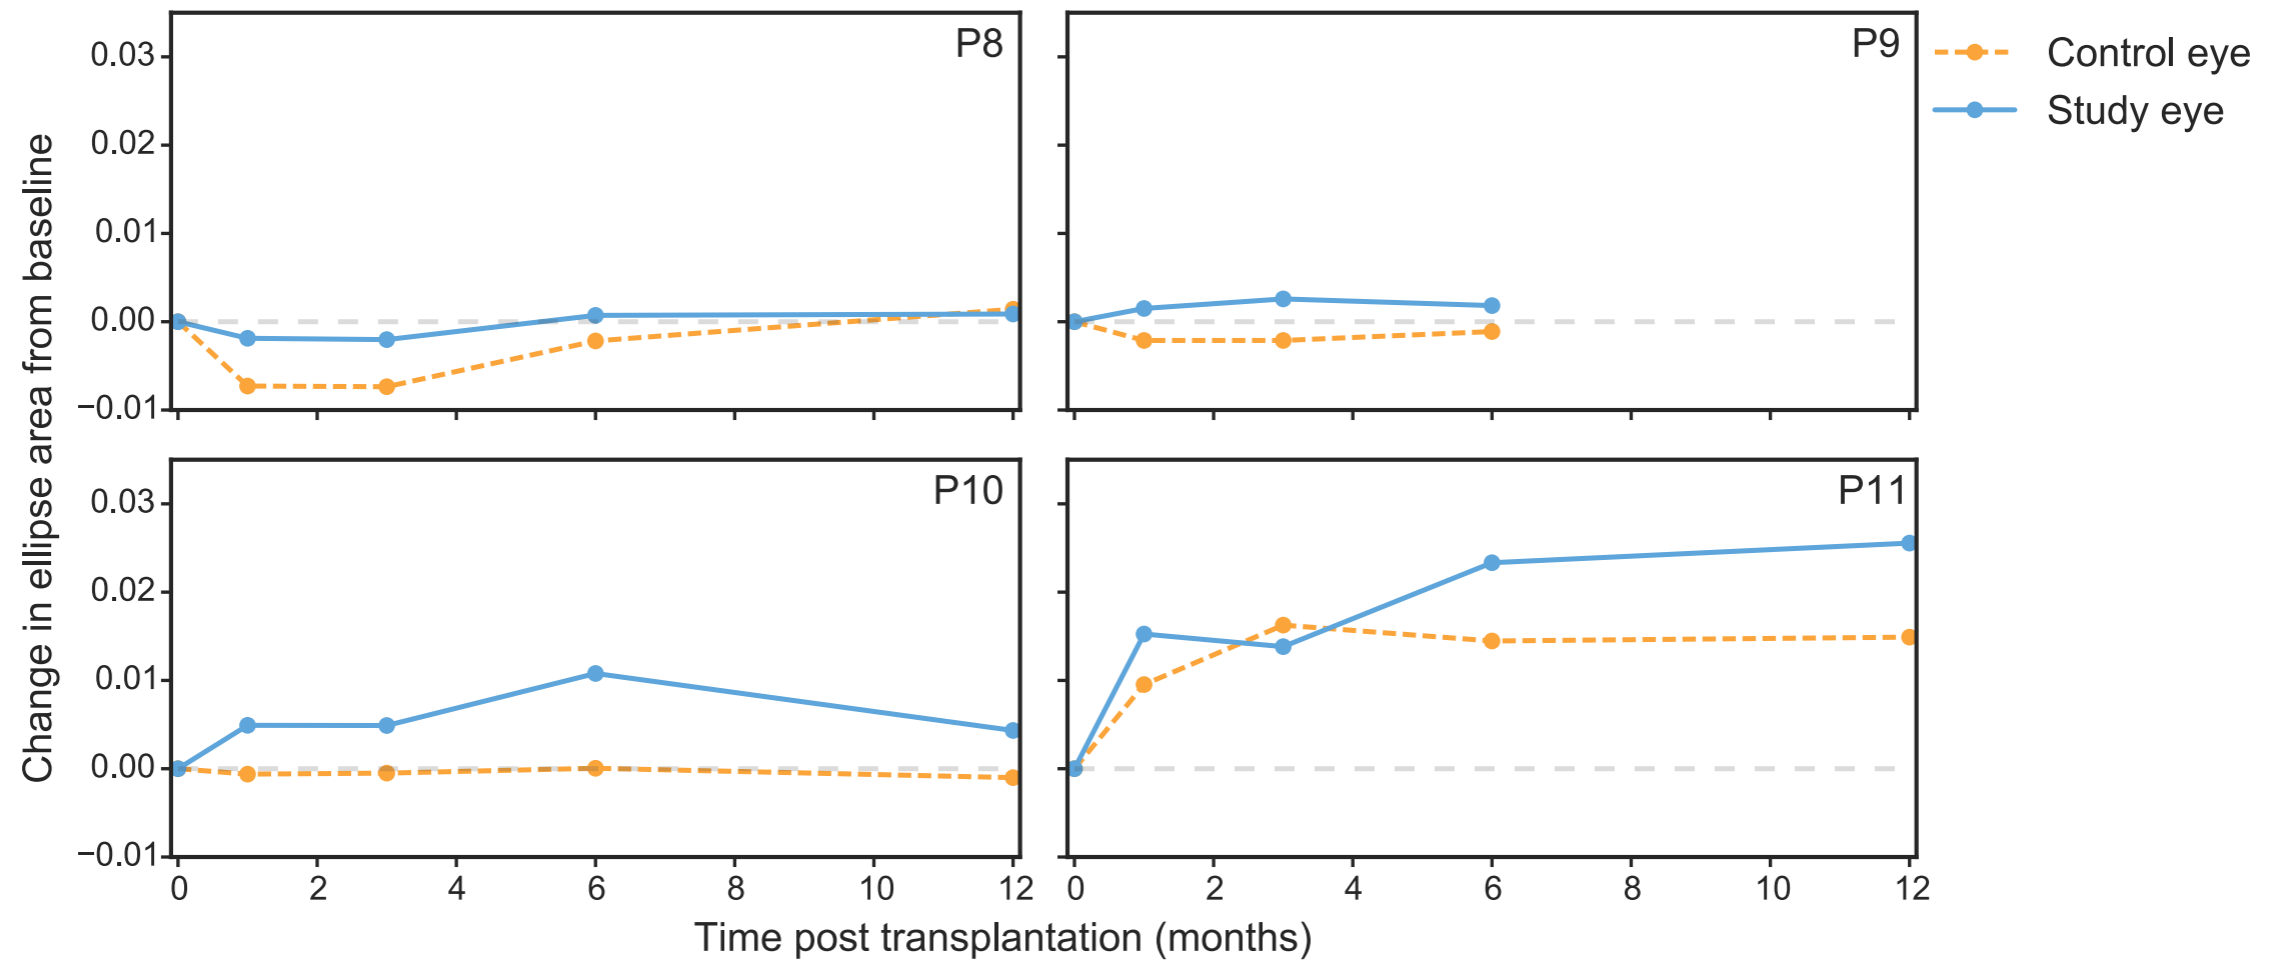 P8
P9
Control eye
Study eye
0.03
0.02
0.01
0.00
−0.01
P10
P11
0.03
0.02
0.01
0.00
−0.01
0 2 4 6 8 10 12
0 2 4 6 8 10 12
Change in ellipse area from baseline
Time post transplantation (months)